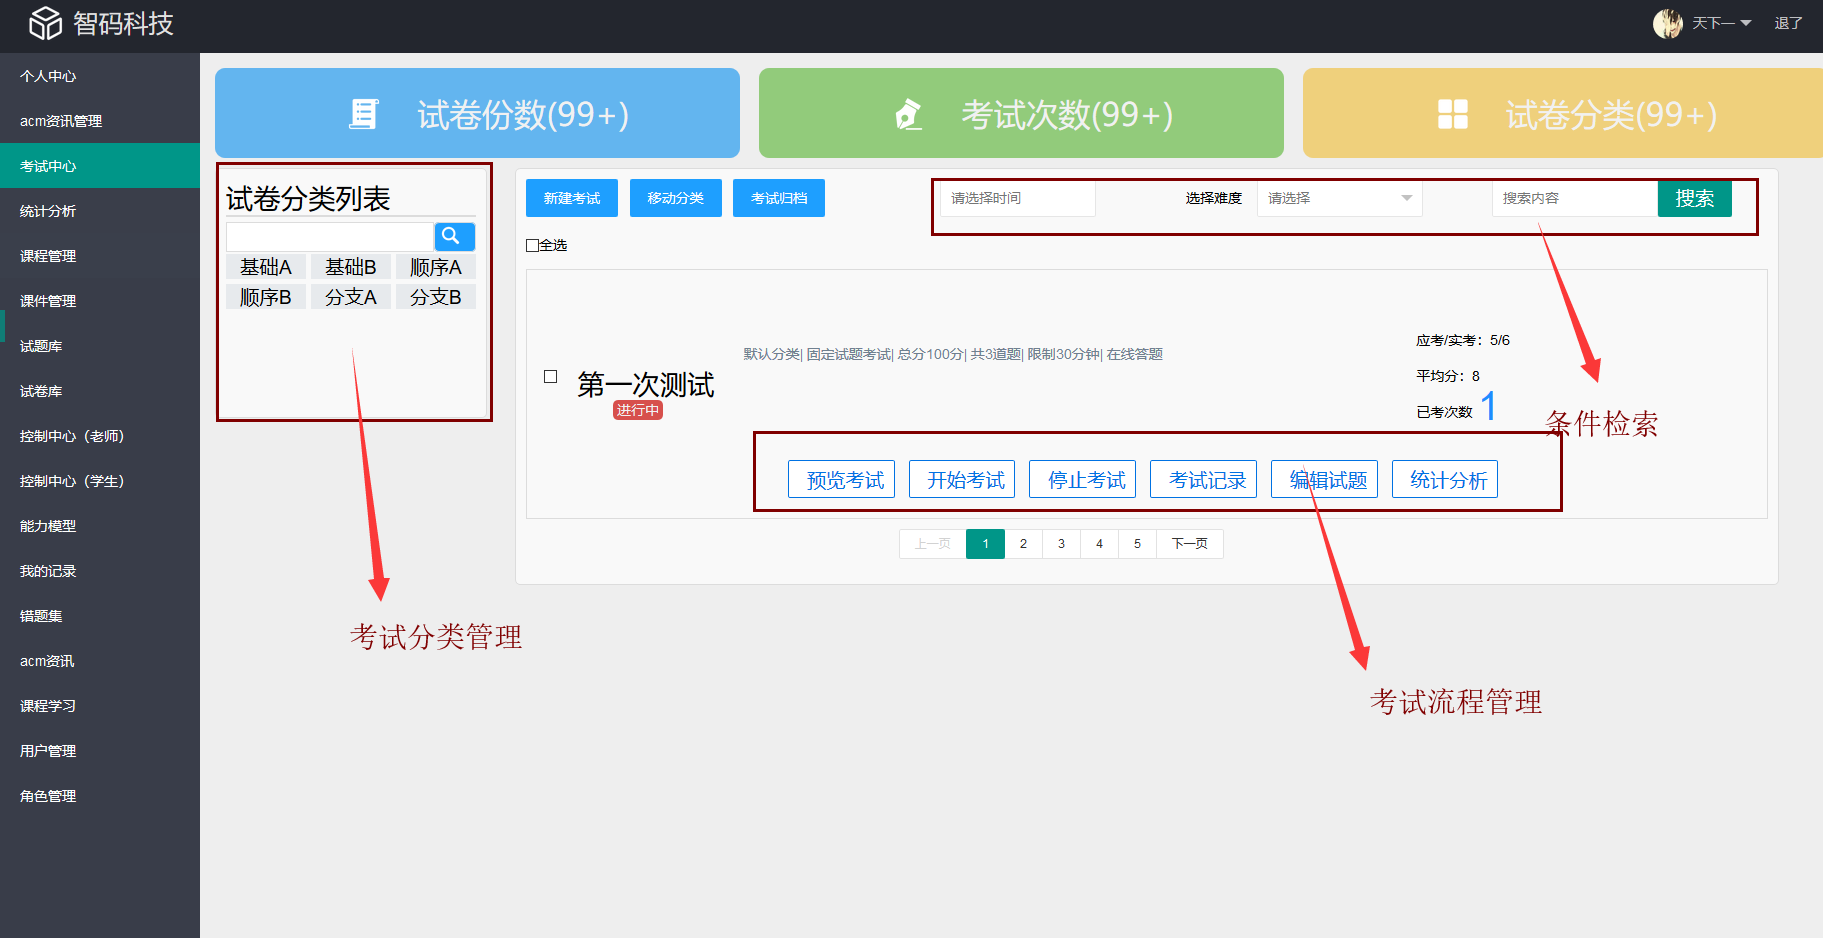 智码科技
天下一
退了
个人中心
acm资讯管理
考试中心
统计分析
课程管理
课件管理
试题库
试卷库
控制中心（老师）
控制中心（学生）
能力模型
我的记录
错题集
acm资讯
课程学习
用户管理
角色管理
试卷份数(99+)
考试次数(99+)
试卷分类(99+)
试卷分类列表
基础A 基础B 顺序A
顺序B 分支A 分支B
考试分类管理
新建考试 移动分类 考试归档
请选择时间 选择难度 请选择 搜索内容 搜索
全选
条件检索
默认分类| 固定试题考试| 总分100分| 共3道题| 限制30分钟| 在线答题
第一次测试
进行中
应考/实考：5/6
平均分：8
已考次数 1
预览考试 开始考试 停止考试 考试记录 编辑试题 统计分析
上一页 1 2 3 4 5 下一页
考试流程管理